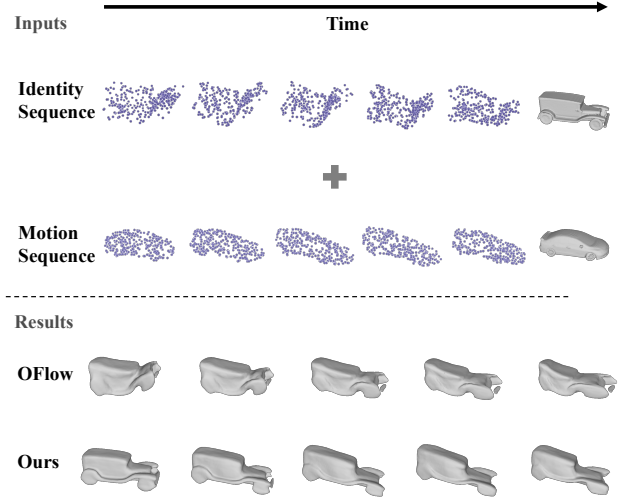 Inputs
Time
Identity
Sequence
Motion
Sequence
Results
OFlow
Ours